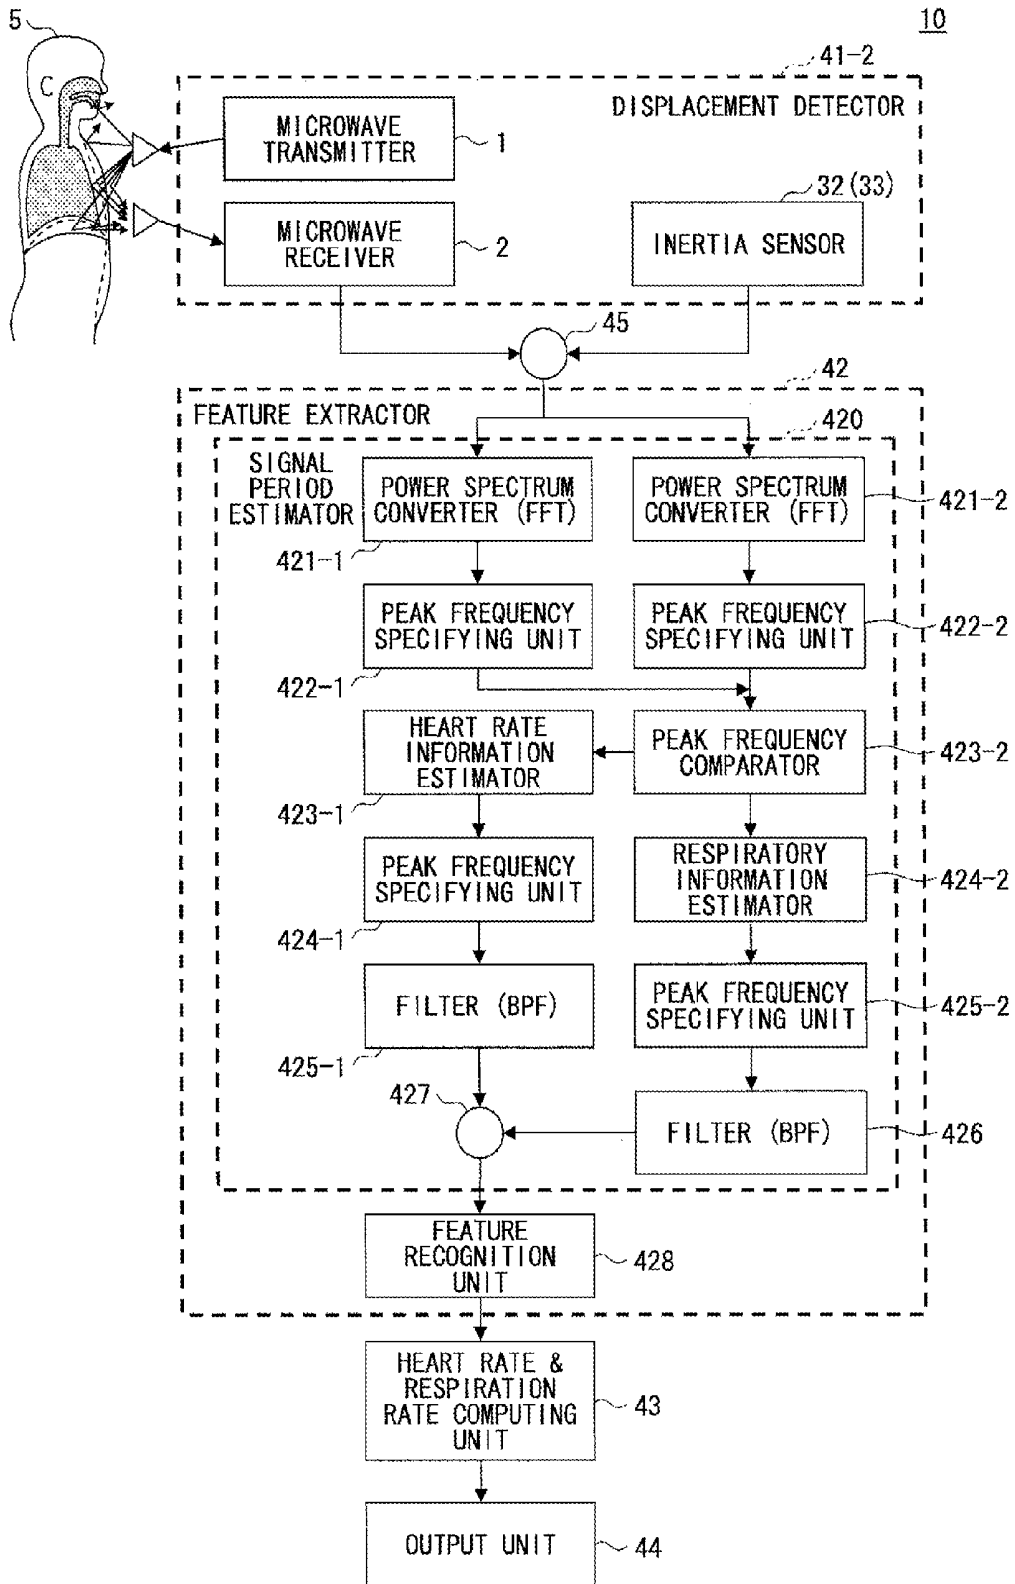 5
10
41-2
DISPLACEMENT DETECTOR
C
MICROWAVE
TRANSMITTER
1
32(33)
MICROWAVE
RECEIVER
2
INERTIA SENSOR
45
42
FEATURE EXTRACTOR
420
SIGNAL
PERIOD
ESTIMATOR
POWER SPECTRUM
CONVERTER (FFT)
421-1
POWER SPECTRUM
CONVERTER (FFT)
421-2
PEAK FREQUENCY
SPECIFYING UNIT
422-1
PEAK FREQUENCY
SPECIFYING UNIT
422-2
HEART RATE
INFORMATION
ESTIMATOR
423-1
PEAK FREQUENCY
COMPARATOR
423-2
PEAK FREQUENCY
SPECIFYING UNIT
424-1
RESPIRATORY
INFORMATION
ESTIMATOR
424-2
FILTER (BPF)
425-1
PEAK FREQUENCY
SPECIFYING UNIT
425-2
427
FILTER (BPF)
426
FEATURE
RECOGNITION
UNIT
428
HEART RATE &
RESPIRATION
RATE COMPUTING
UNIT
43
OUTPUT UNIT
44